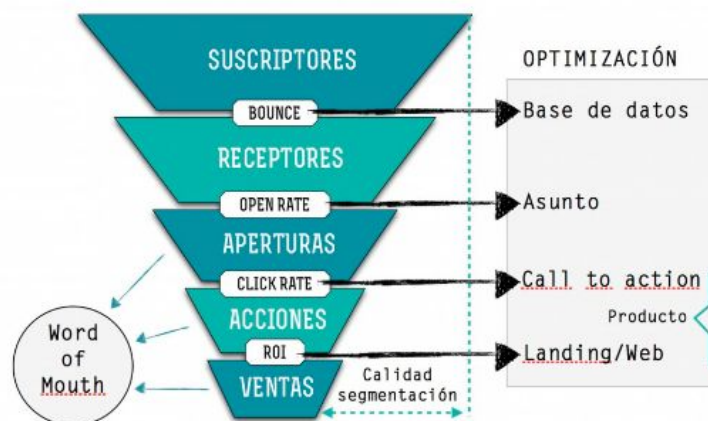 SUSCRIPTORES
OPTIMIZACIÓN
BOUNCE
Base de datos
RECEPTORES
OPEN RATE
Asunto
APERTURAS
CLICK RATE
Call to action
ACCIONES
Producto
Word
of
Mouth
ROI
Landing/Web
VENTAS
Calidad
segmentación